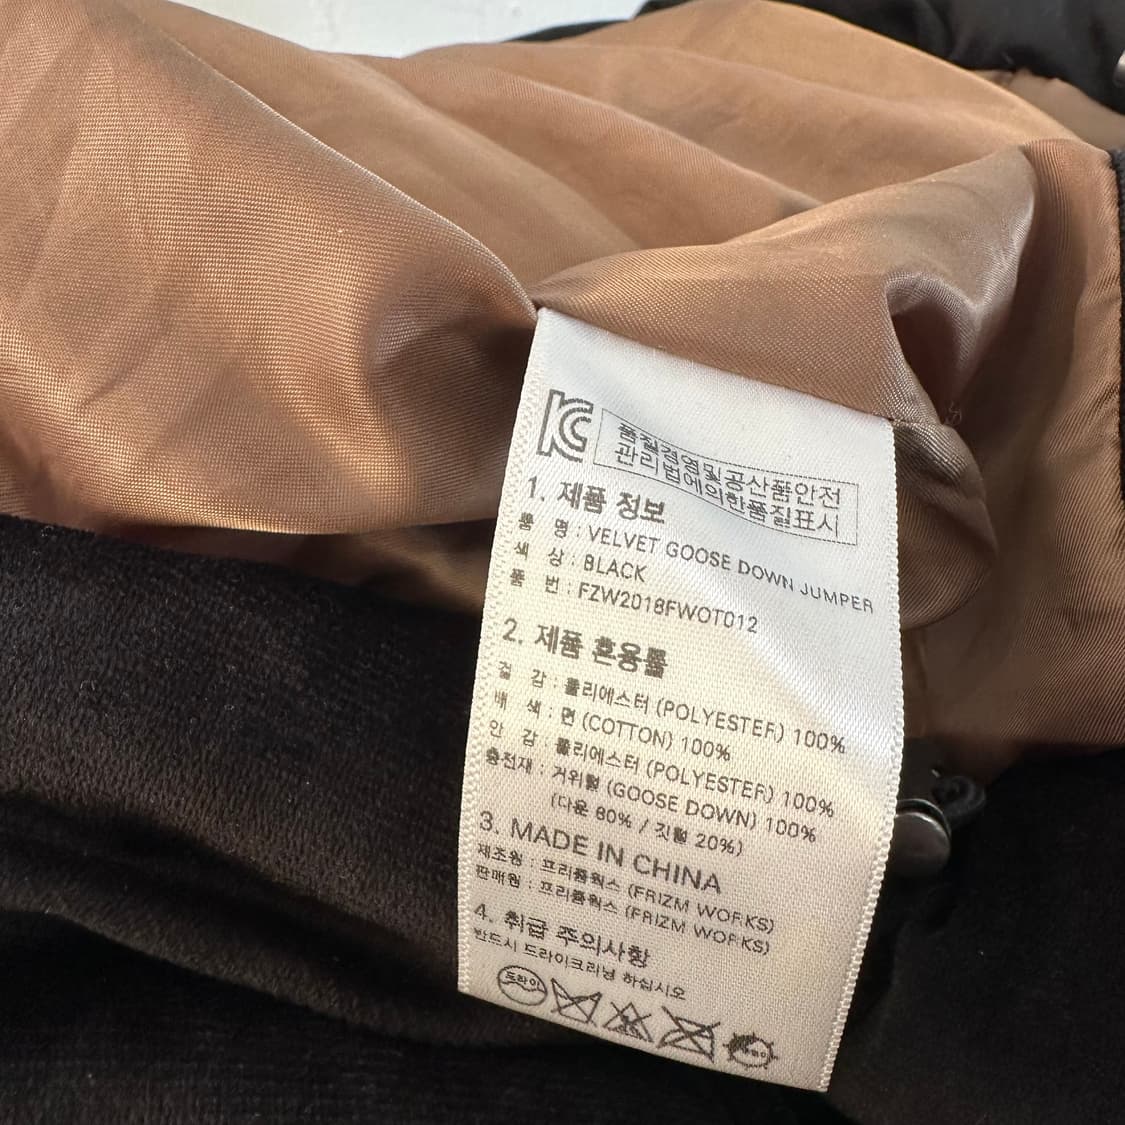 KC
품질경영및공산품안전
관리법에의한품질표시
1. 제품 정보
품 명 : VELVET GOOSE DOWN JUMPER
색 상 : BLACK
품 번 : FZW2018FWOT012
2. 제품 혼용률
겉 감 : 폴리에스터 (POLYESTER) 100%
배 색 : 면 (COTTON) 100%
안 감 : 폴리에스터 (POLYESTER) 100%
충전재 : 거위털 (GOOSE DOWN) 100%
(다운 80% / 깃털 20%)
3. MADE IN CHINA
제조원 : 프리즘웍스 (FRIZM WORKS)
판매원 : 프리즘웍스 (FRIZM WORKS)
4. 취급 주의사항
반드시 드라이크리닝 하십시오
드라이